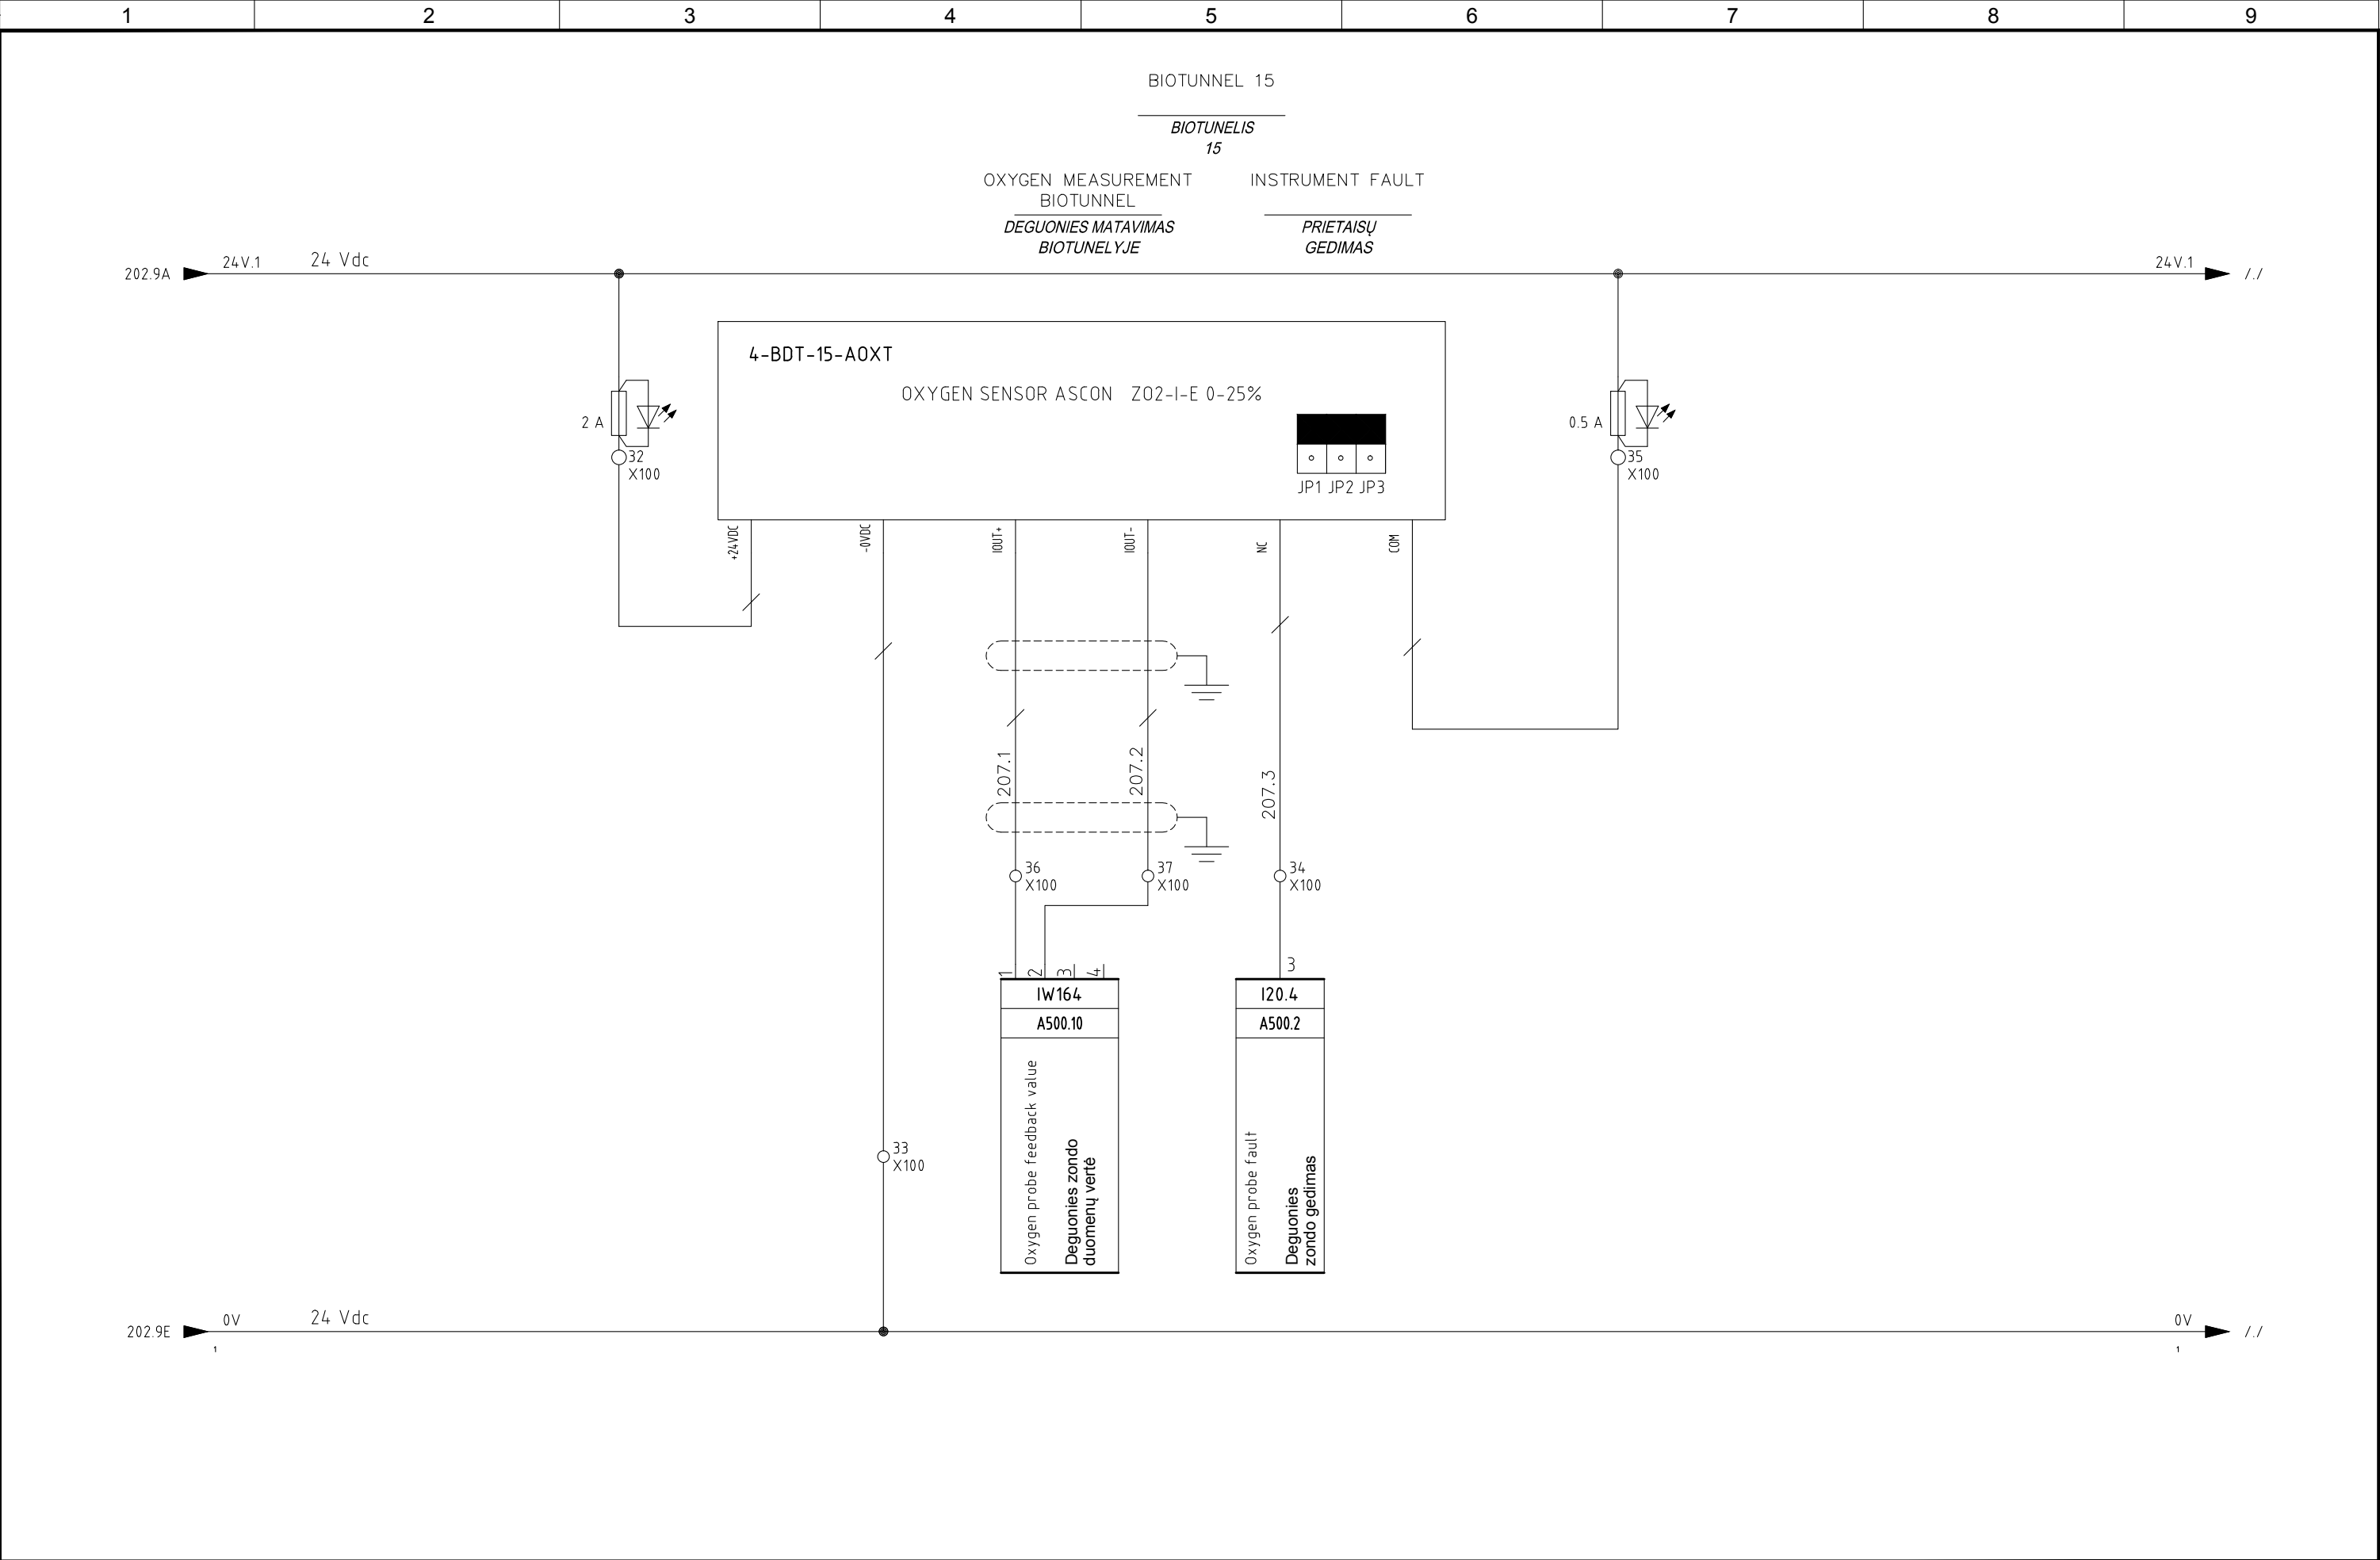 1 2 3 4 5 6 7 8 9
BIOTUNNEL 15
BIOTUNELIS
15
OXYGEN MEASUREMENT
BIOTUNNEL
DEGUONIES MATAVIMAS
BIOTUNELYJE
INSTRUMENT FAULT
PRIETAISŲ
GEDIMAS
202.9A 24V.1 24 Vdc 24V.1 /./
4-BDT-15-AOXT
OXYGEN SENSOR ASCON ZO2-I-E 0-25%
2 A
32
X100
0.5 A
35
X100
JP1 JP2 JP3
+24VDC
-0VDC
IOUT+
IOUT-
NC
COM
207.1
207.2
207.3
36
X100
37
X100
34
X100
1
2
3
4
3
IW164
A500.10
Oxygen probe feedback value
Deguonies zondo
duomenų vertė
I20.4
A500.2
Oxygen probe fault
Deguonies
zondo gedimas
33
X100
202.9E 0V 24 Vdc 0V /./
1 1